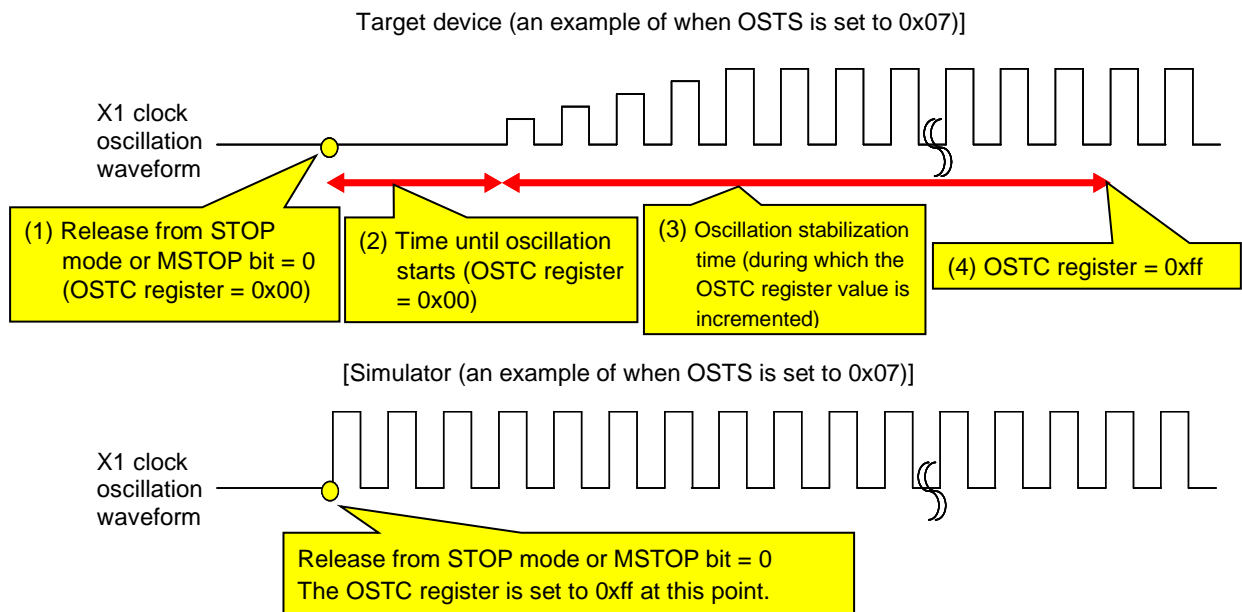 Target device (an example of when OSTS is set to 0x07)]
X1 clock
oscillation
waveform
(1) Release from STOP
mode or MSTOP bit = 0
(OSTC register = 0x00)
(2) Time until oscillation
starts (OSTC register
= 0x00)
(3) Oscillation stabilization
time (during which the
OSTC register value is
incremented)
(4) OSTC register = 0xff
[Simulator (an example of when OSTS is set to 0x07)]
X1 clock
oscillation
waveform
Release from STOP mode or MSTOP bit = 0
The OSTC register is set to 0xff at this point.